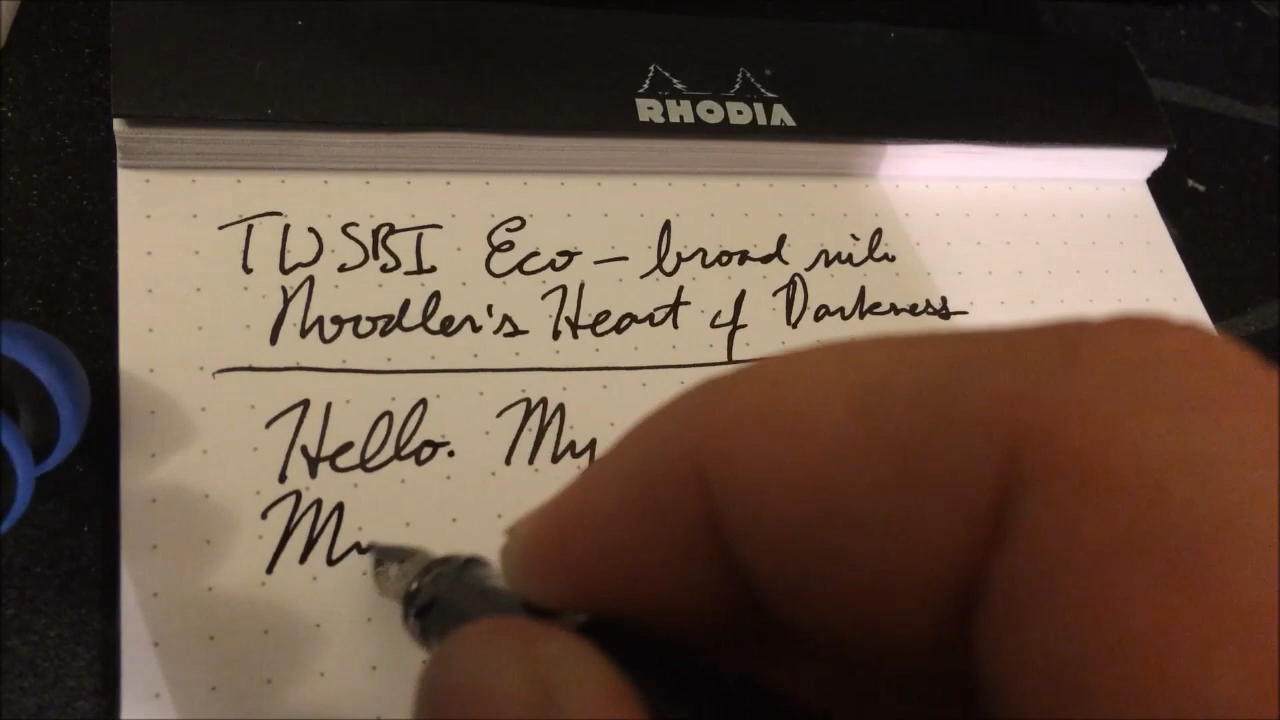 RHODIA
TWSBI Eco – broad nib
Noodler's Heart of Darkness
Hello. My